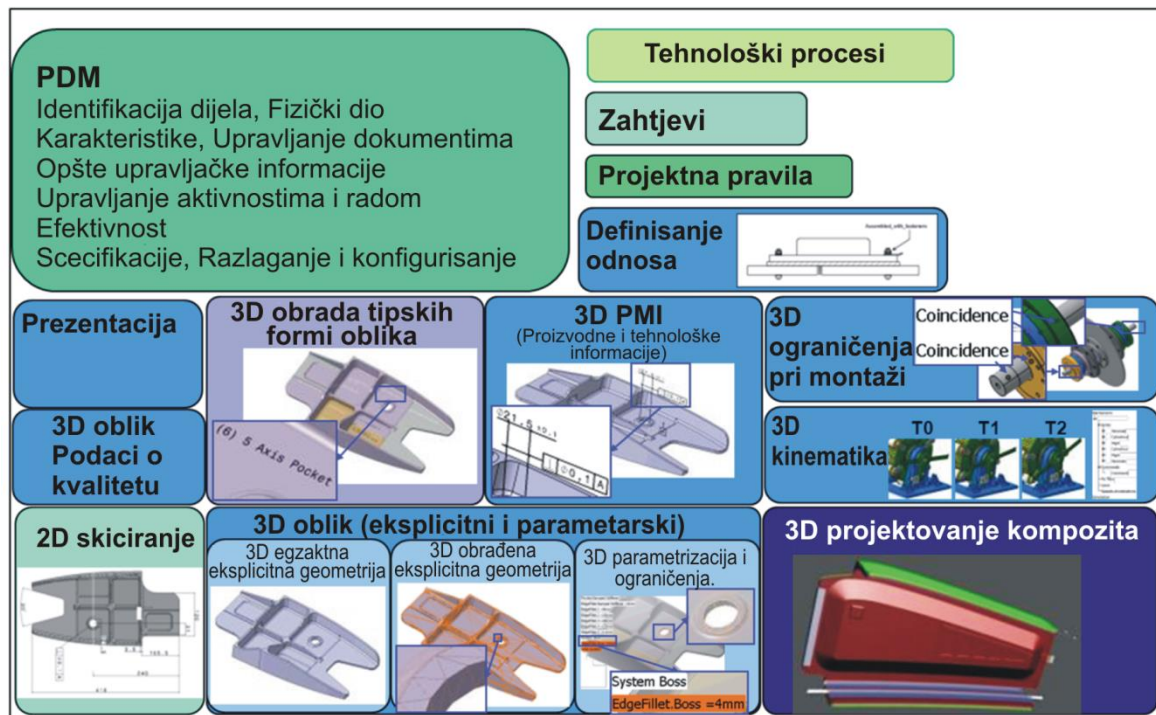 PDM
Identifikacija dijela, Fizički dio
Karakteristike, Upravljanje dokumentima
Opšte upravljačke informacije
Upravljanje aktivnostima i radom
Efektivnost
Scecifikacije, Razlaganje i konfigurisanje
Tehnološki procesi
Zahtjevi
Projektna pravila
Definisanje
odnosa
Prezentacija
3D obrada tipskih
formi oblika
(6) 5 Axis Pocket
3D PMI
(Proizvodne i tehnološke
informacije)
3D
ograničenja
pri montaži
Coincidence
Coincidence
3D oblik
Podaci o
kvalitetu
3D
kinematika
T0 T1 T2
2D skiciranje
3D oblik (eksplicitni i parametarski)
3D egzaktna
eksplicitna geometrija
3D obrađena
eksplicitna geometrija
3D parametrizacija i
ograničenja.
System Boss
EdgeFillet.Boss =4mm
3D projektovanje kompozita